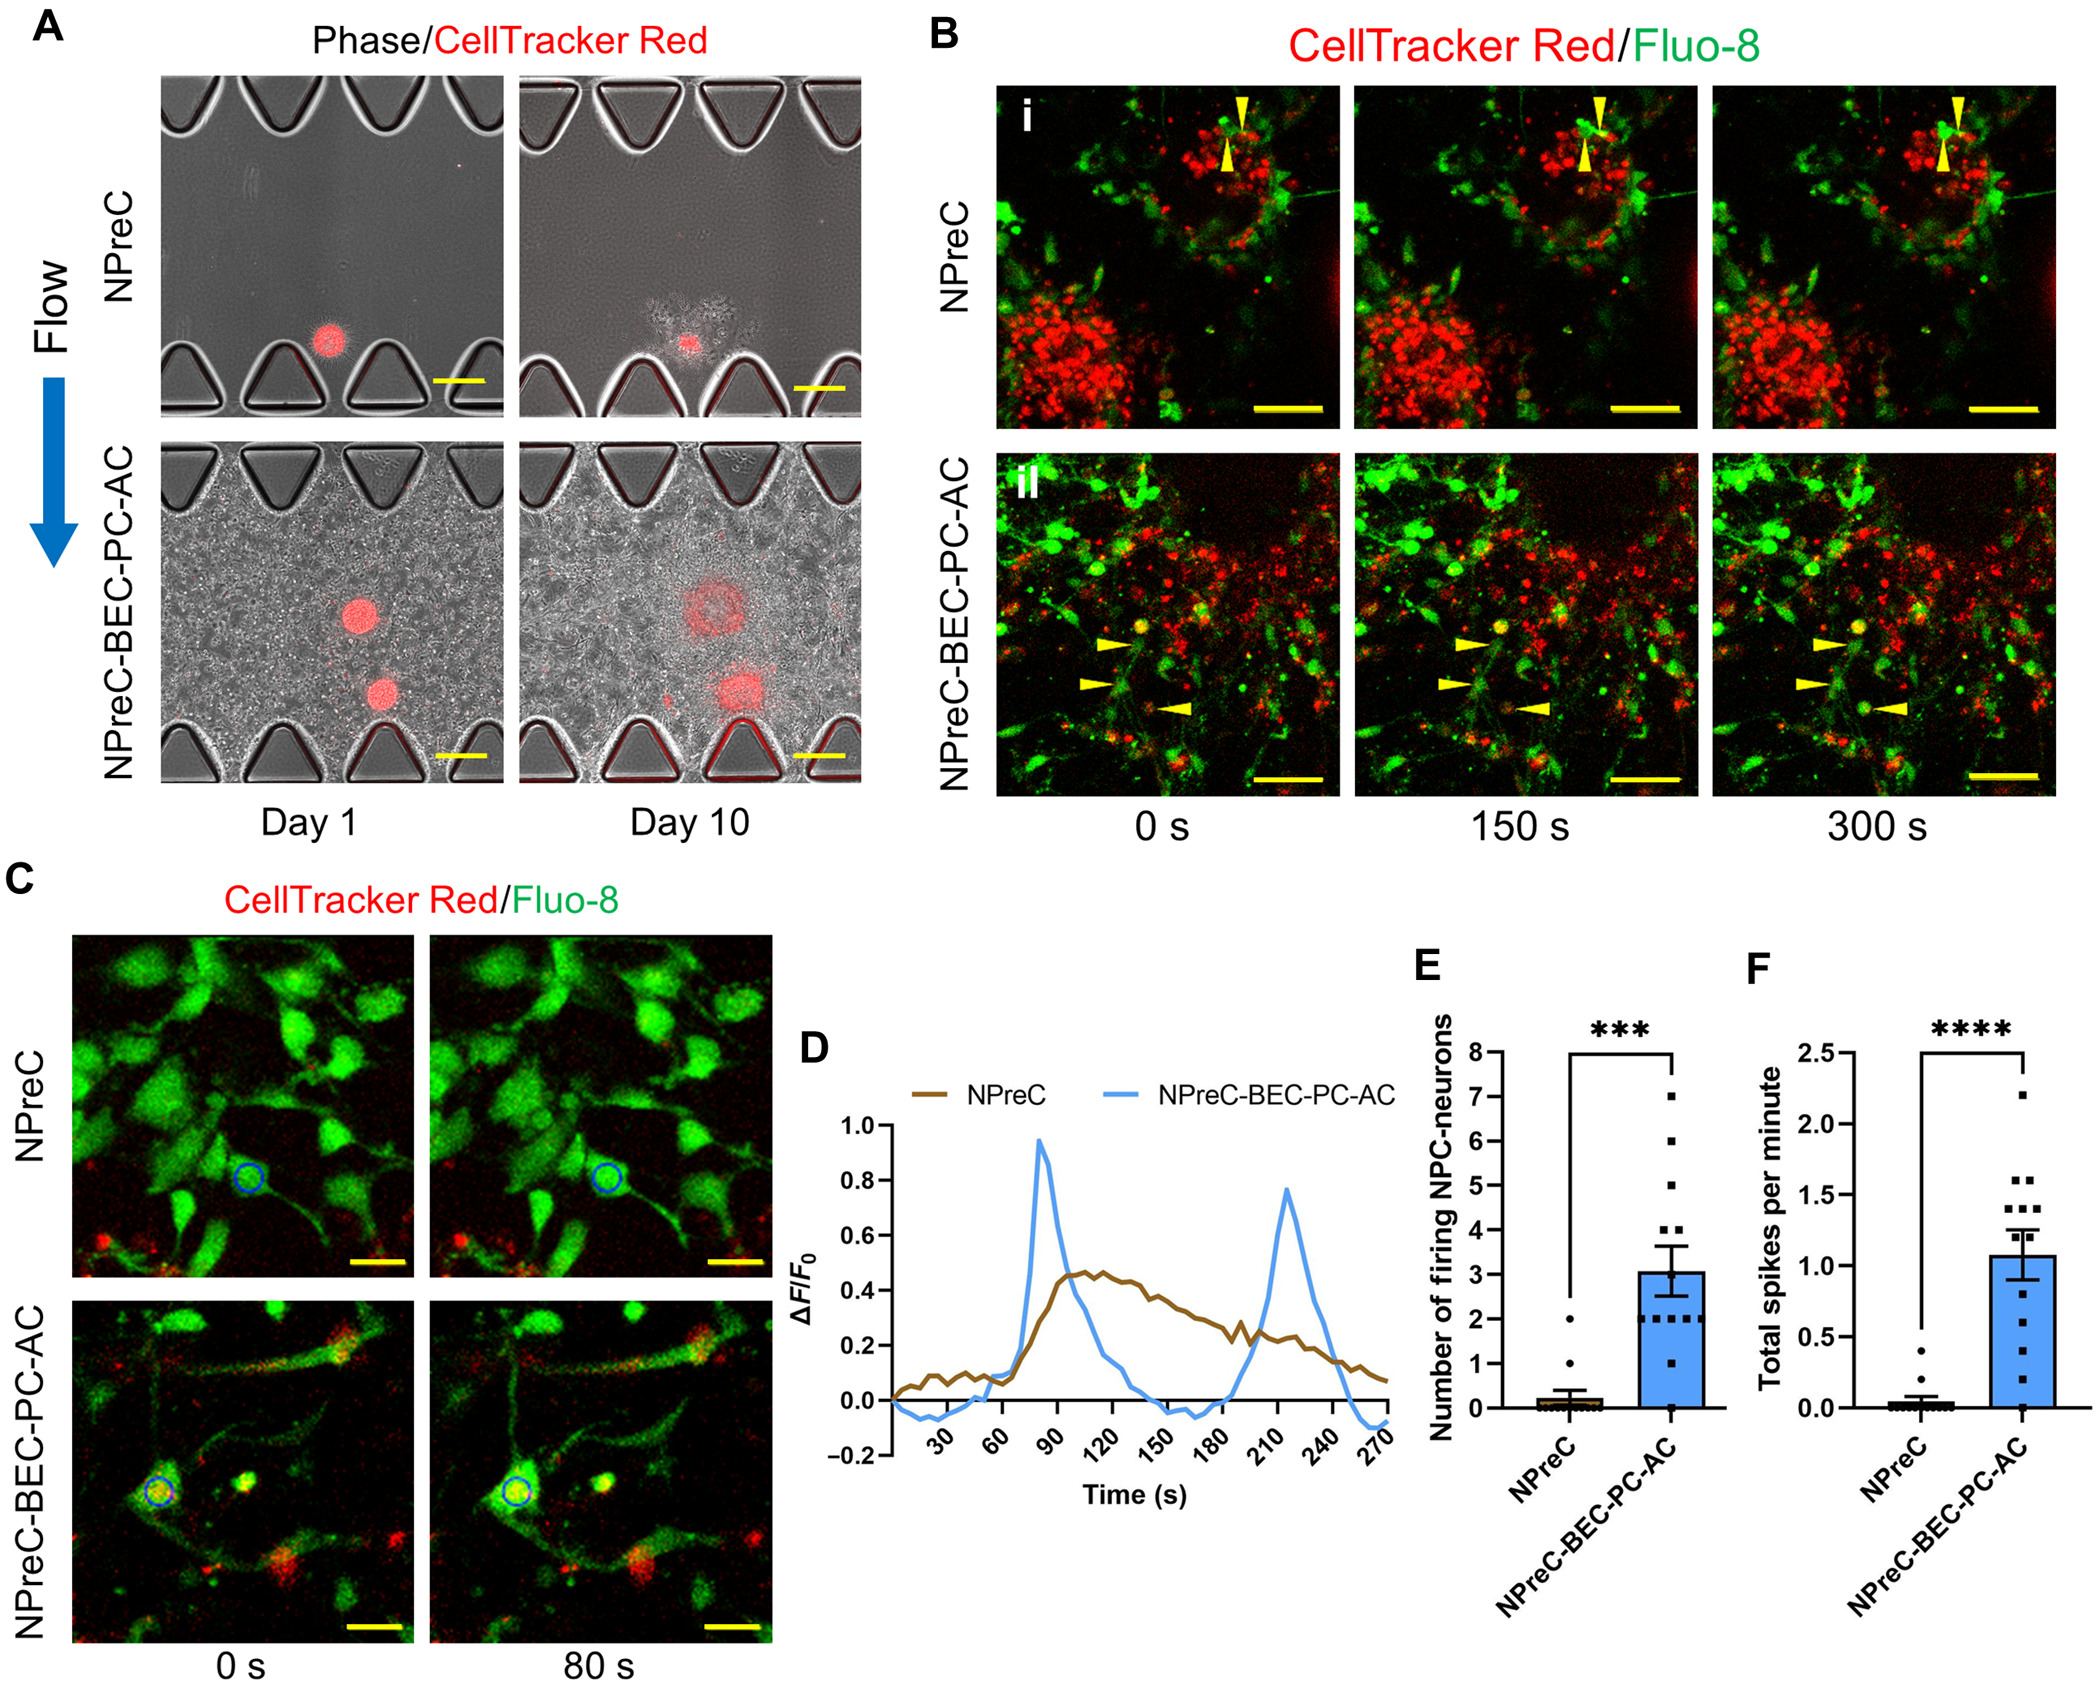 A
Phase/CellTracker Red
Flow
NPreC
NPreC-BEC-PC-AC
Day 1
Day 10
B
CellTracker Red/Fluo-8
NPreC
i
NPreC-BEC-PC-AC
ii
0 s
150 s
300 s
C
CellTracker Red/Fluo-8
NPreC
NPreC-BEC-PC-AC
0 s
80 s
D
NPreC
NPreC-BEC-PC-AC
ΔF/F0
1.0
0.8
0.6
0.4
0.2
0.0
–0.2
30
60
90
120
150
180
210
240
270
Time (s)
E
Number of firing NPC-neurons
***
8
7
6
5
4
3
2
1
0
NPreC
NPreC-BEC-PC-AC
F
Total spikes per minute
****
2.5
2.0
1.5
1.0
0.5
0.0
NPreC
NPreC-BEC-PC-AC